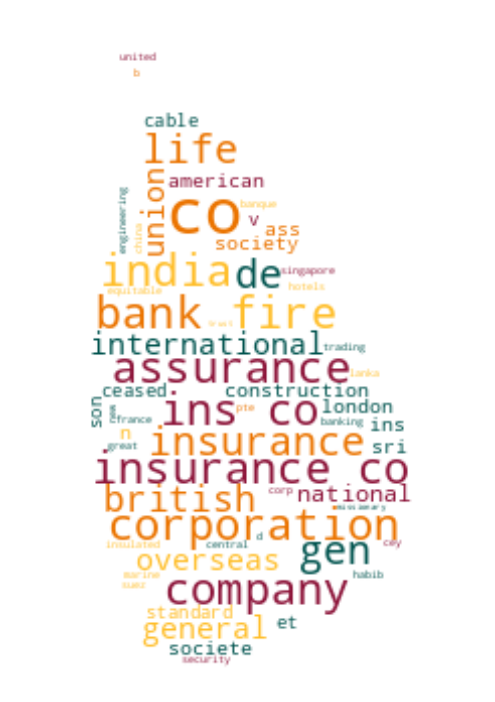 united
b
cable
life
american
union
engineering
china
co
banque
v
ass
society
india
de
singapore
equitable
hotels
bank
fire
international
trading
assurance
lanka
ceased
construction
son
new
france
ins co
pte
london
banking
ins
n
great
insurance
sri
insurance co
british
corp
national
missionary
corporation
insulated
central
d
gen
cey
overseas
marine
suez
habib
company
standard
general
et
societe
security